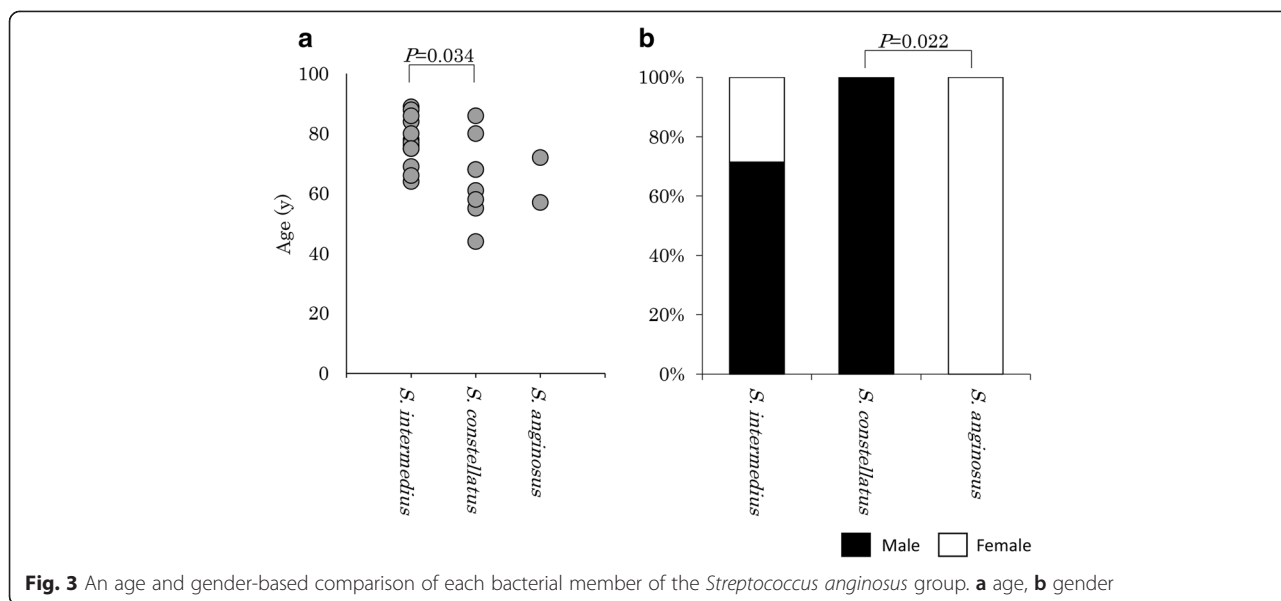 a
P=0.034
100
80
60
40
20
0
Age (y)
S. intermedius
S. constellatus
S. anginosus
b
P=0.022
100%
80%
60%
40%
20%
0%
S. intermedius
S. constellatus
S. anginosus
Male Female
Fig. 3 An age and gender-based comparison of each bacterial member of the Streptococcus anginosus group. a age, b gender